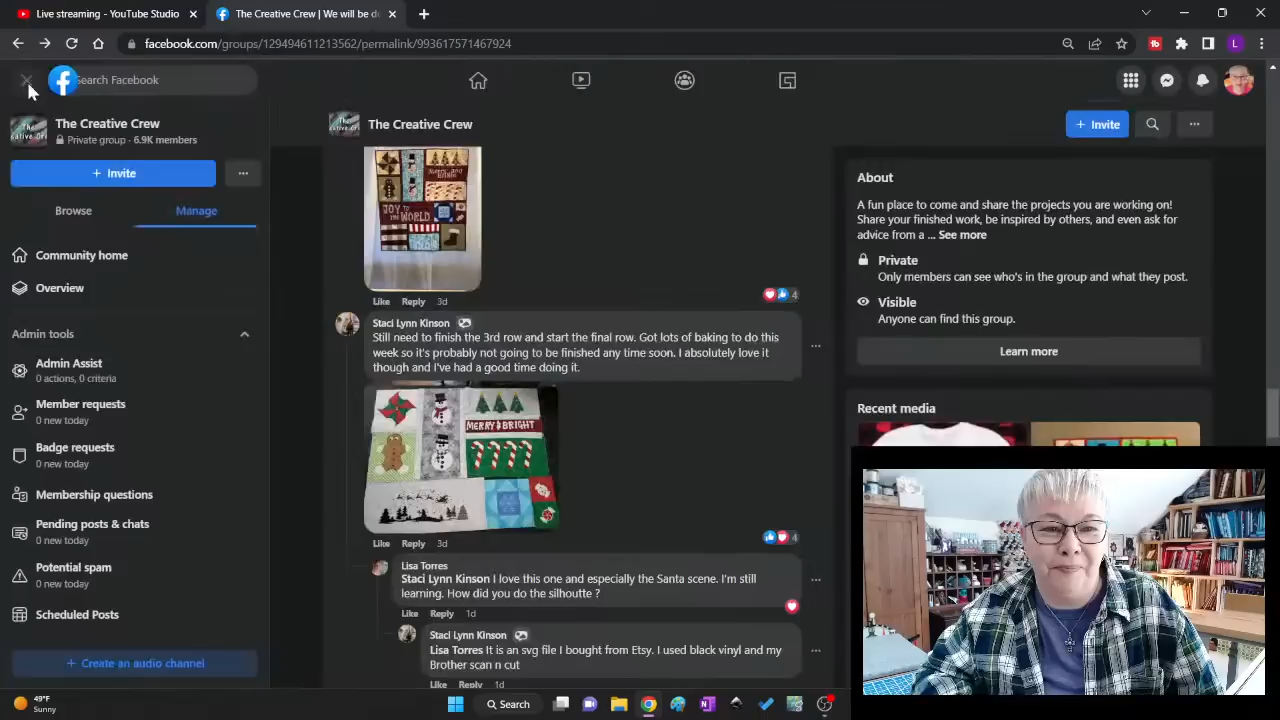 Live streaming - YouTube Studio
The Creative Crew | We will be d
facebook.com/groups/129494611213562/permalink/993617571467924
L
Search Facebook
The Creative Crew
Private group · 6.9K members
+ Invite
Browse
Manage
Community home
Overview
Admin tools
Admin Assist
0 actions, 0 criteria
Member requests
0 new today
Badge requests
0 new today
Membership questions
Pending posts & chats
0 new today
Potential spam
0 new today
Scheduled Posts
+ Create an audio channel
The Creative Crew
+ Invite
JOY TO
THE WORLD
Like Reply 3d
4
Staci Lynn Kinson
Still need to finish the 3rd row and start the final row. Got lots of baking to do this
week so it's probably not going to be finished any time soon. I absolutely love it
though and I've had a good time doing it.
MERRY & BRIGHT
Like Reply 3d
4
Lisa Torres
Staci Lynn Kinson I love this one and especially the Santa scene. I'm still
learning. How did you do the silhoutte ?
Like Reply 1d
Staci Lynn Kinson
Lisa Torres It is an svg file I bought from Etsy. I used black vinyl and my
Brother scan n cut
Like Reply 1d
About
A fun place to come and share the projects you are working on!
Share your finished work, be inspired by others, and even ask for
advice from a ... See more
Private
Only members can see who's in the group and what they post.
Visible
Anyone can find this group.
Learn more
Recent media
49°F
Sunny
Search